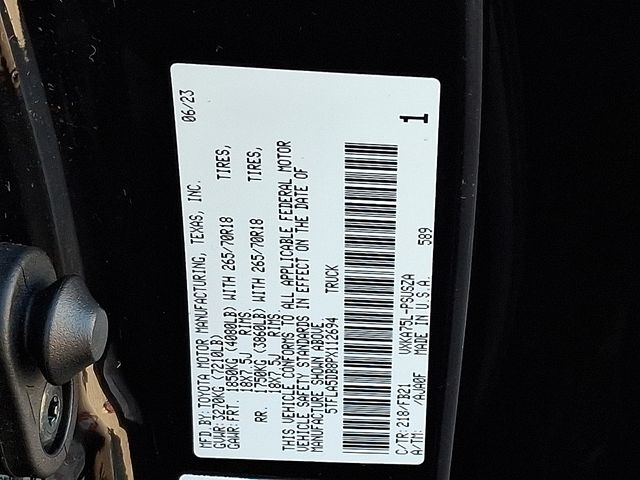 MFD. BY: TOYOTA MOTOR MANUFACTURING, TEXAS, INC. 06/23
GVWR: 3270KG (7210LB)
GAWR: FRT. 1850KG (4080LB) WITH 265/70R18 TIRES,
18X7.5J RIMS
RR. 1750KG (3860LB) WITH 265/70R18 TIRES,
18X7.5J RIMS
THIS VEHICLE CONFORMS TO ALL APPLICABLE FEDERAL MOTOR
VEHICLE SAFETY STANDARDS IN EFFECT ON THE DATE OF
MANUFACTURE SHOWN ABOVE.
5TFLA5DB8PX112694 TRUCK
C/TR: 218/FB21 VXKA75L-PSUSZA 589 1
A/TM: /AJA0F MADE IN U.S.A.